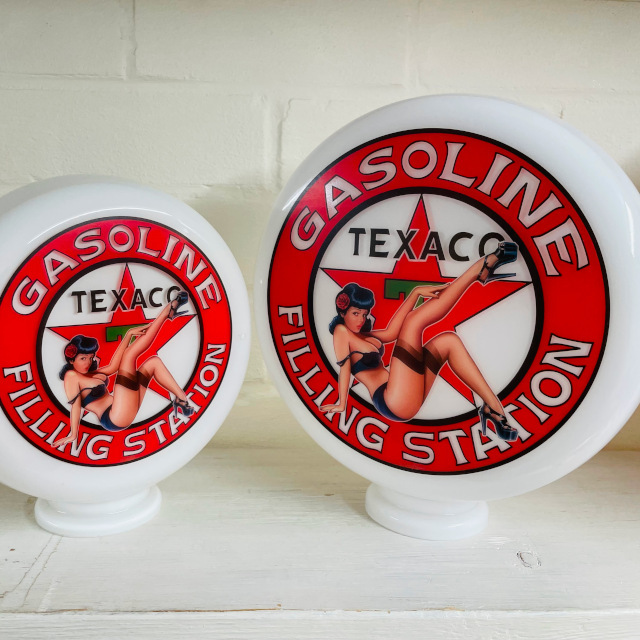 GASOLINE
TEXACO
FILLING STATION
GASOLINE
TEXACO
T
FILLING STATION